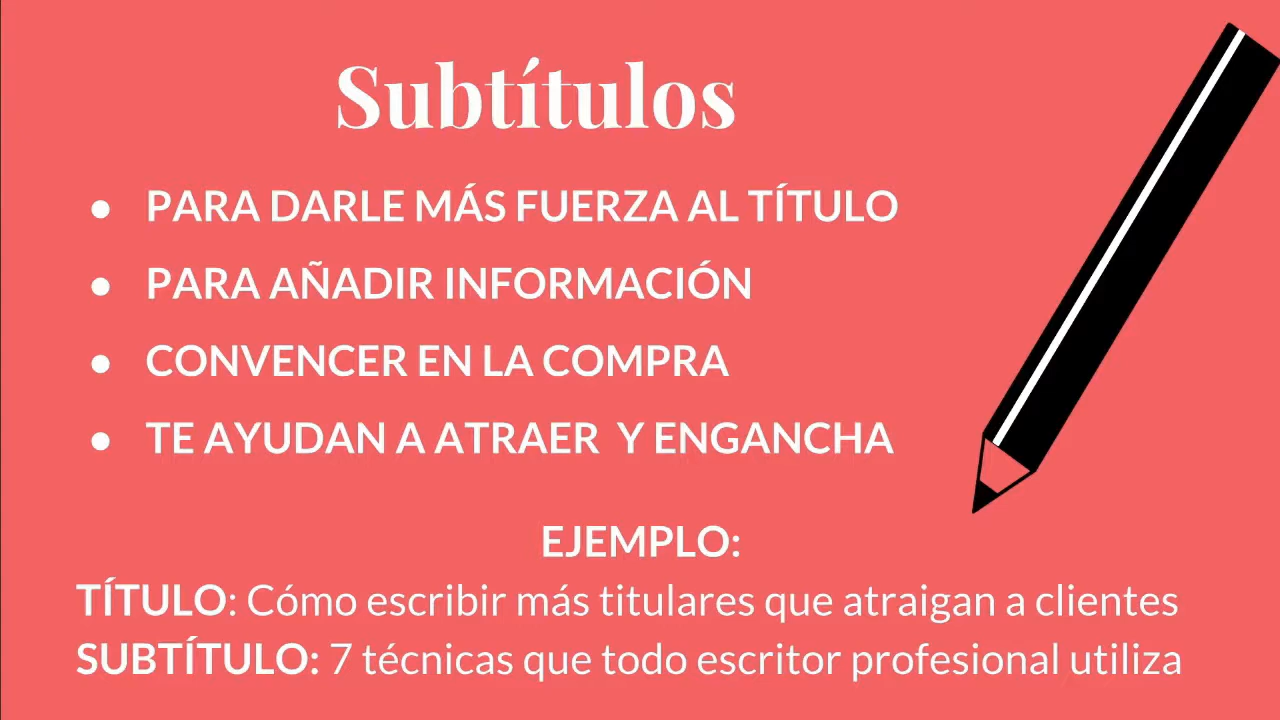 Subtítulos
● PARA DARLE MÁS FUERZA AL TÍTULO
● PARA AÑADIR INFORMACIÓN
● CONVENCER EN LA COMPRA
● TE AYUDAN A ATRAER  Y ENGANCHA
EJEMPLO:
TÍTULO: Cómo escribir más titulares que atraigan a clientes
SUBTÍTULO: 7 técnicas que todo escritor profesional utiliza